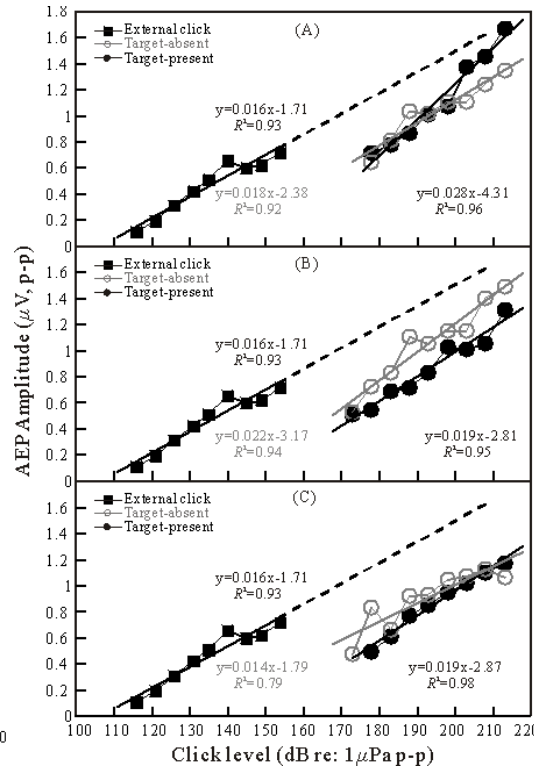 (A)
External click
Target-absent
Target-present
y=0.016x-1.71
R²=0.93
y=0.018x-2.38
R²=0.92
y=0.028x-4.31
R²=0.96
1.6
1.4
1.2
1
0.8
0.6
0.4
0.2
0
(B)
External click
Target-absent
Target-present
y=0.016x-1.71
R²=0.93
y=0.022x-3.17
R²=0.94
y=0.019x-2.81
R²=0.95
1.6
1.4
1.2
1
0.8
0.6
0.4
0.2
0
(C)
External click
Target-absent
Target-present
y=0.016x-1.71
R²=0.93
y=0.014x-1.79
R²=0.79
y=0.019x-2.87
R²=0.98
1.6
1.4
1.2
1
0.8
0.6
0.4
0.2
0
AEP Amplitude (μV, p-p)
100 110 120 130 140 150 160 170 180 190 200 210 220
Click level (dB re: 1μPa p-p)
0